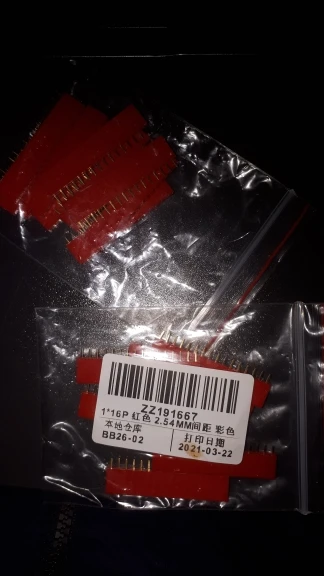 ZZ191667
1*16P 红色 2.54MM间距 彩色
本地仓库
BB26-02
打印日期
2021-03-22